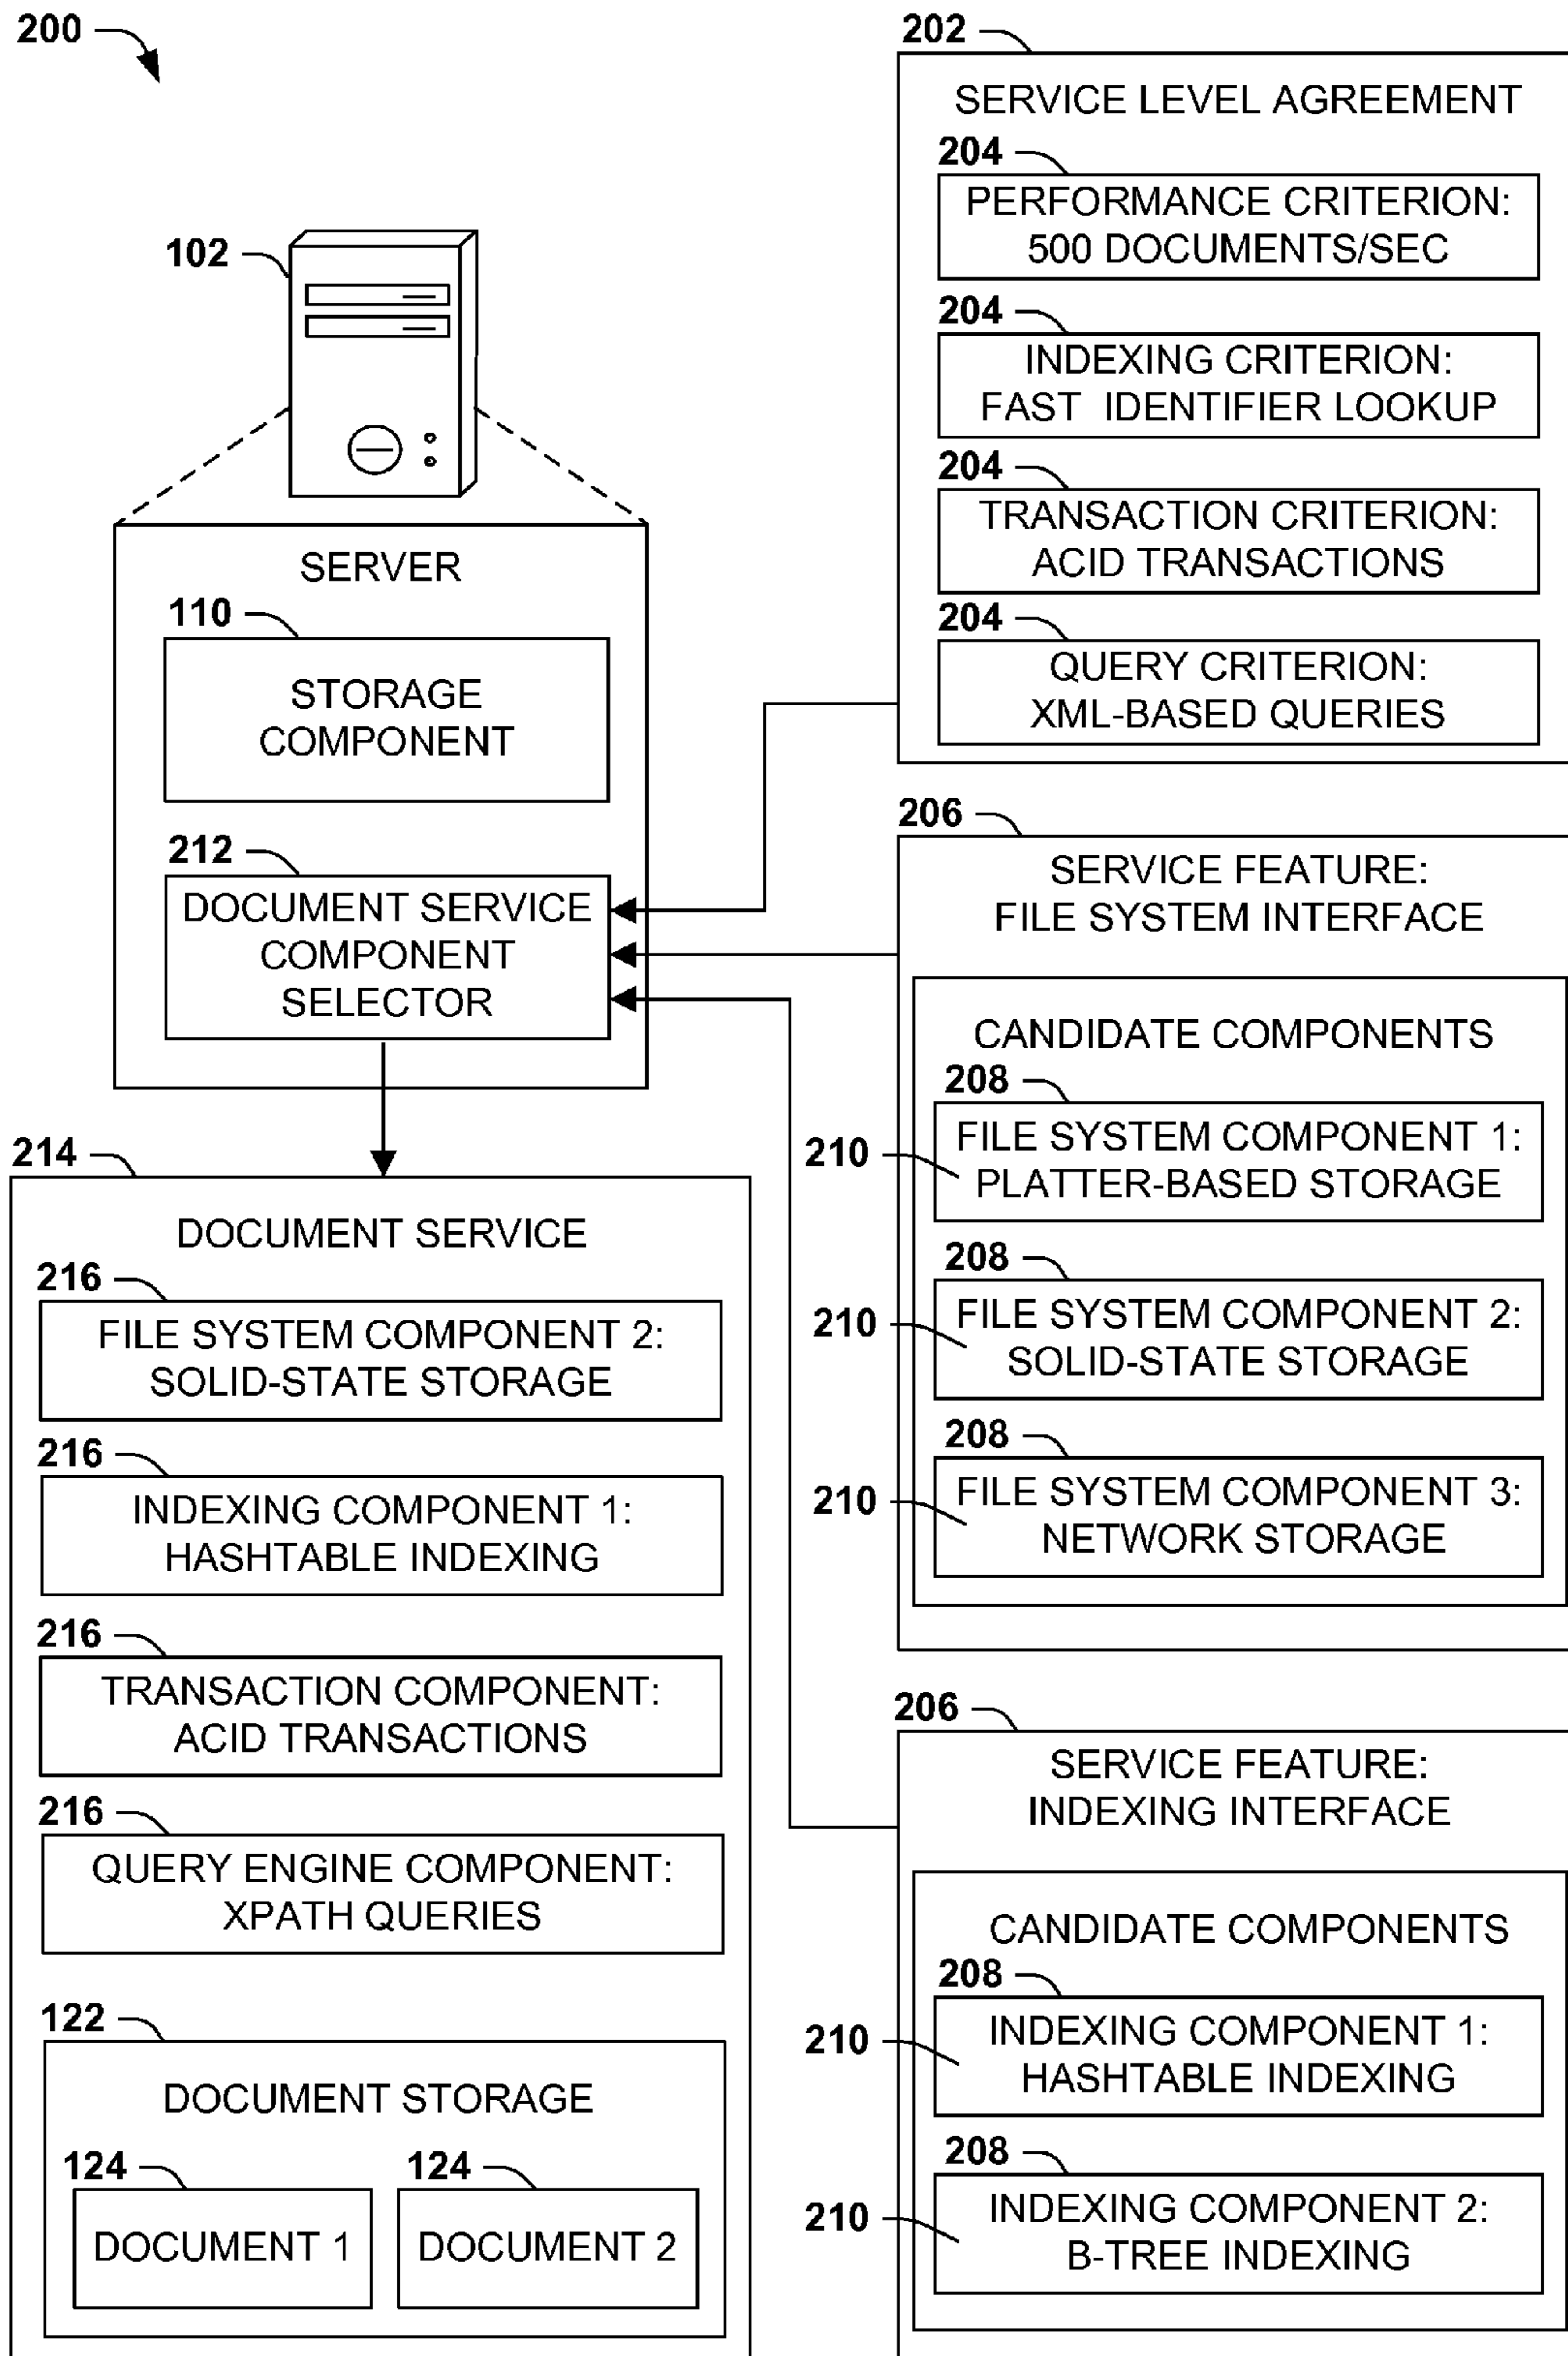 200
102
SERVER
110
STORAGE
COMPONENT
212
DOCUMENT SERVICE
COMPONENT
SELECTOR
214
DOCUMENT SERVICE
216
FILE SYSTEM COMPONENT 2:
SOLID-STATE STORAGE
216
INDEXING COMPONENT 1:
HASHTABLE INDEXING
216
TRANSACTION COMPONENT:
ACID TRANSACTIONS
216
QUERY ENGINE COMPONENT:
XPATH QUERIES
122
DOCUMENT STORAGE
124
DOCUMENT 1
124
DOCUMENT 2
202
SERVICE LEVEL AGREEMENT
204
PERFORMANCE CRITERION:
500 DOCUMENTS/SEC
204
INDEXING CRITERION:
FAST IDENTIFIER LOOKUP
204
TRANSACTION CRITERION:
ACID TRANSACTIONS
204
QUERY CRITERION:
XML-BASED QUERIES
206
SERVICE FEATURE:
FILE SYSTEM INTERFACE
CANDIDATE COMPONENTS
208
210
FILE SYSTEM COMPONENT 1:
PLATTER-BASED STORAGE
208
210
FILE SYSTEM COMPONENT 2:
SOLID-STATE STORAGE
208
210
FILE SYSTEM COMPONENT 3:
NETWORK STORAGE
206
SERVICE FEATURE:
INDEXING INTERFACE
CANDIDATE COMPONENTS
208
210
INDEXING COMPONENT 1:
HASHTABLE INDEXING
208
210
INDEXING COMPONENT 2:
B-TREE INDEXING